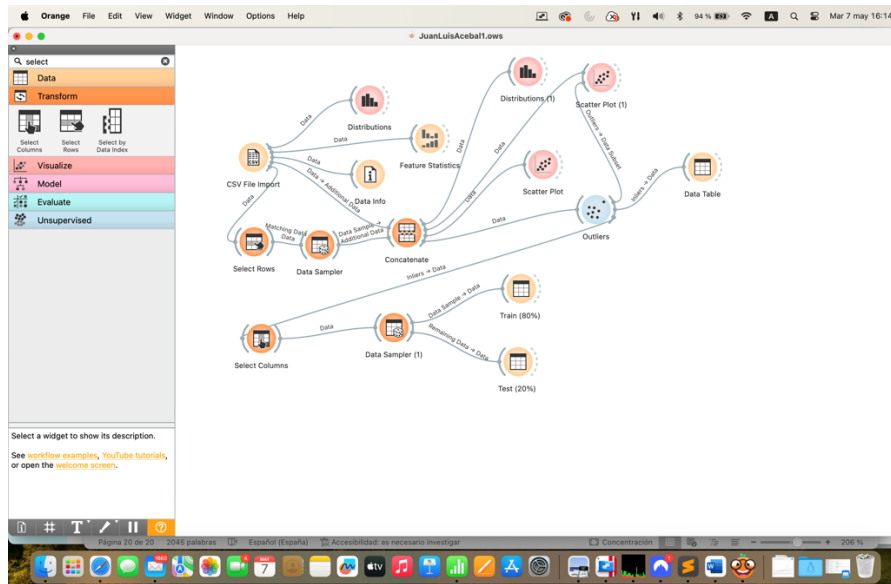 Orange File Edit View Widget Window Options Help
94 % Mar 7 may 16:14
JuanLuisAcebal1.ows
select
Data
Transform
Select Columns
Select Rows
Select by Data Index
Visualize
Model
Evaluate
Unsupervised
Select a widget to show its description.
See workflow examples, YouTube tutorials,
or open the welcome screen.
Distributions (1)
Scatter Plot (1)
Data
Distributions
Data
Feature Statistics
Data
Data
Data
Outliers → Data Subset
CSV File Import
Data
Data Info
Data → Additional Data
Scatter Plot
Data
Inliers → Data
Data Table
Data
Matching Data
Data
Data Sample → Additional Data
Data
Select Rows
Data Sampler
Concatenate
Outliers
Inliers → Data
Data Sample → Data
Train (80%)
Data
Select Columns
Data Sampler (1)
Remaining Data → Data
Test (20%)
Página 20 de 20 2045 palabras Español (España) Accesibilidad: es necesario investigar Concentración 206 %
MAY
7
tv